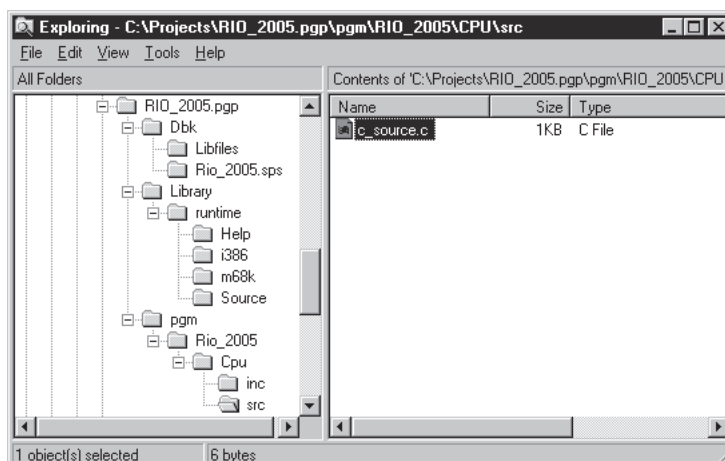 Exploring - C:\Projects\RIO_2005.pgp\pgm\RIO_2005\CPU\src
File Edit View Tools Help
All Folders
Contents of 'C:\Projects\RIO_2005.pgp\pgm\RIO_2005\CPU
RIO_2005.pgp
Dbk
Libfiles
Rio_2005.sps
Library
runtime
Help
i386
m68k
Source
pgm
Rio_2005
Cpu
inc
src
Name Size Type
c_source.c 1KB C File
1 object(s) selected 6 bytes